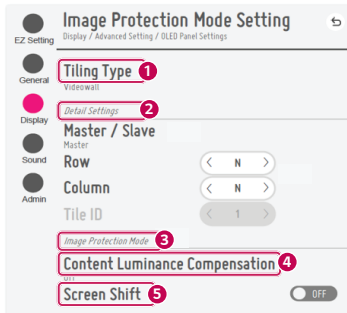 Image Protection Mode Setting
Display / Advanced Setting / OLED Panel Settings
EZ Setting
General
Display
Sound
Admin
Tiling Type 1
Videowall
Detail Settings 2
Master / Slave
Master
Row < N >
Column < N >
Tile ID < 1 >
Image Protection Mode 3
Content Luminance Compensation 4
Off
Screen Shift 5 OFF